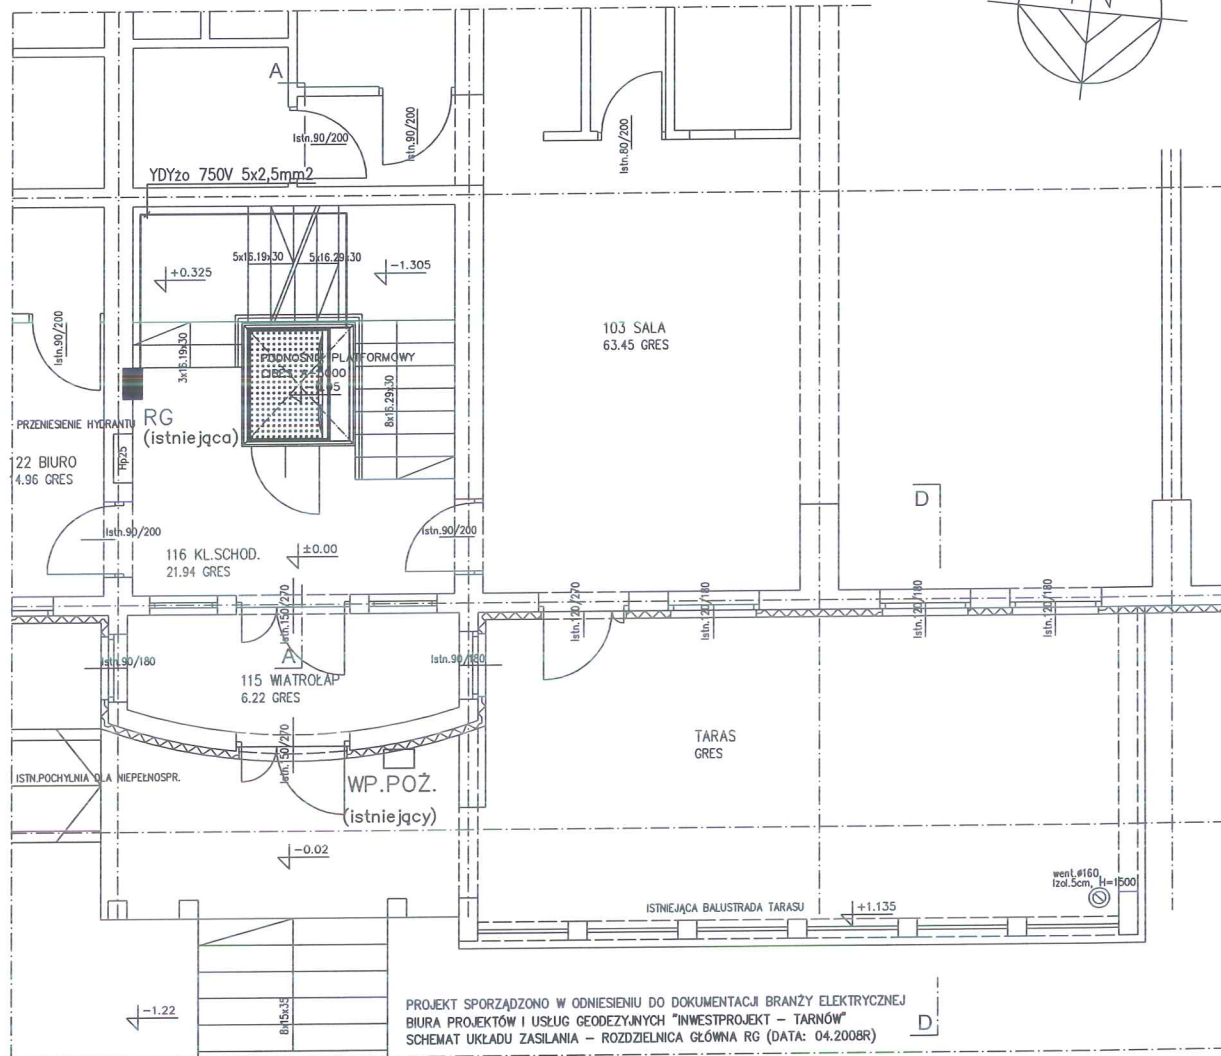 N
A
Istn.90/200
Istn.90/200
Istn.80/200
YDYżo 750V 5x2,5mm2
5x16.19x30
5x16.29x30
+0.325
-1.305
Istn.90/200
3x16.19x30
PODNOŚNIK PLATFORMOWY
8x16.29x30
103 SALA
63.45 GRES
PRZENIESIENIE HYDRANTU
RG
(istniejąca)
Hp25
22 BIURO
4.96 GRES
D
Istn.90/200
Istn.90/200
116 KL.SCHOD.
21.94 GRES
±0.00
Istn.150/270
Istn.120/270
Istn.120/180
Istn.120/180
Istn.120/180
Istn.90/180
A
Istn.90/180
115 WIATROŁAP
6.22 GRES
TARAS
GRES
Istn.150/270
ISTN.POCHYLNIA DLA NIEPEŁNOSPR.
WP.POŻ.
(istniejący)
-0.02
went.ø160
Izol.5cm, H=1500
ISTNIEJĄCA BALUSTRADA TARASU
+1.135
-1.22
8x15x35
PROJEKT SPORZĄDZONO W ODNIESIENIU DO DOKUMENTACJI BRANŻY ELEKTRYCZNEJ
BIURA PROJEKTÓW I USŁUG GEODEZYJNYCH "INWESTPROJEKT – TARNÓW"
SCHEMAT UKŁADU ZASILANIA – ROZDZIELNICA GŁÓWNA RG (DATA: 04.2008R)
D